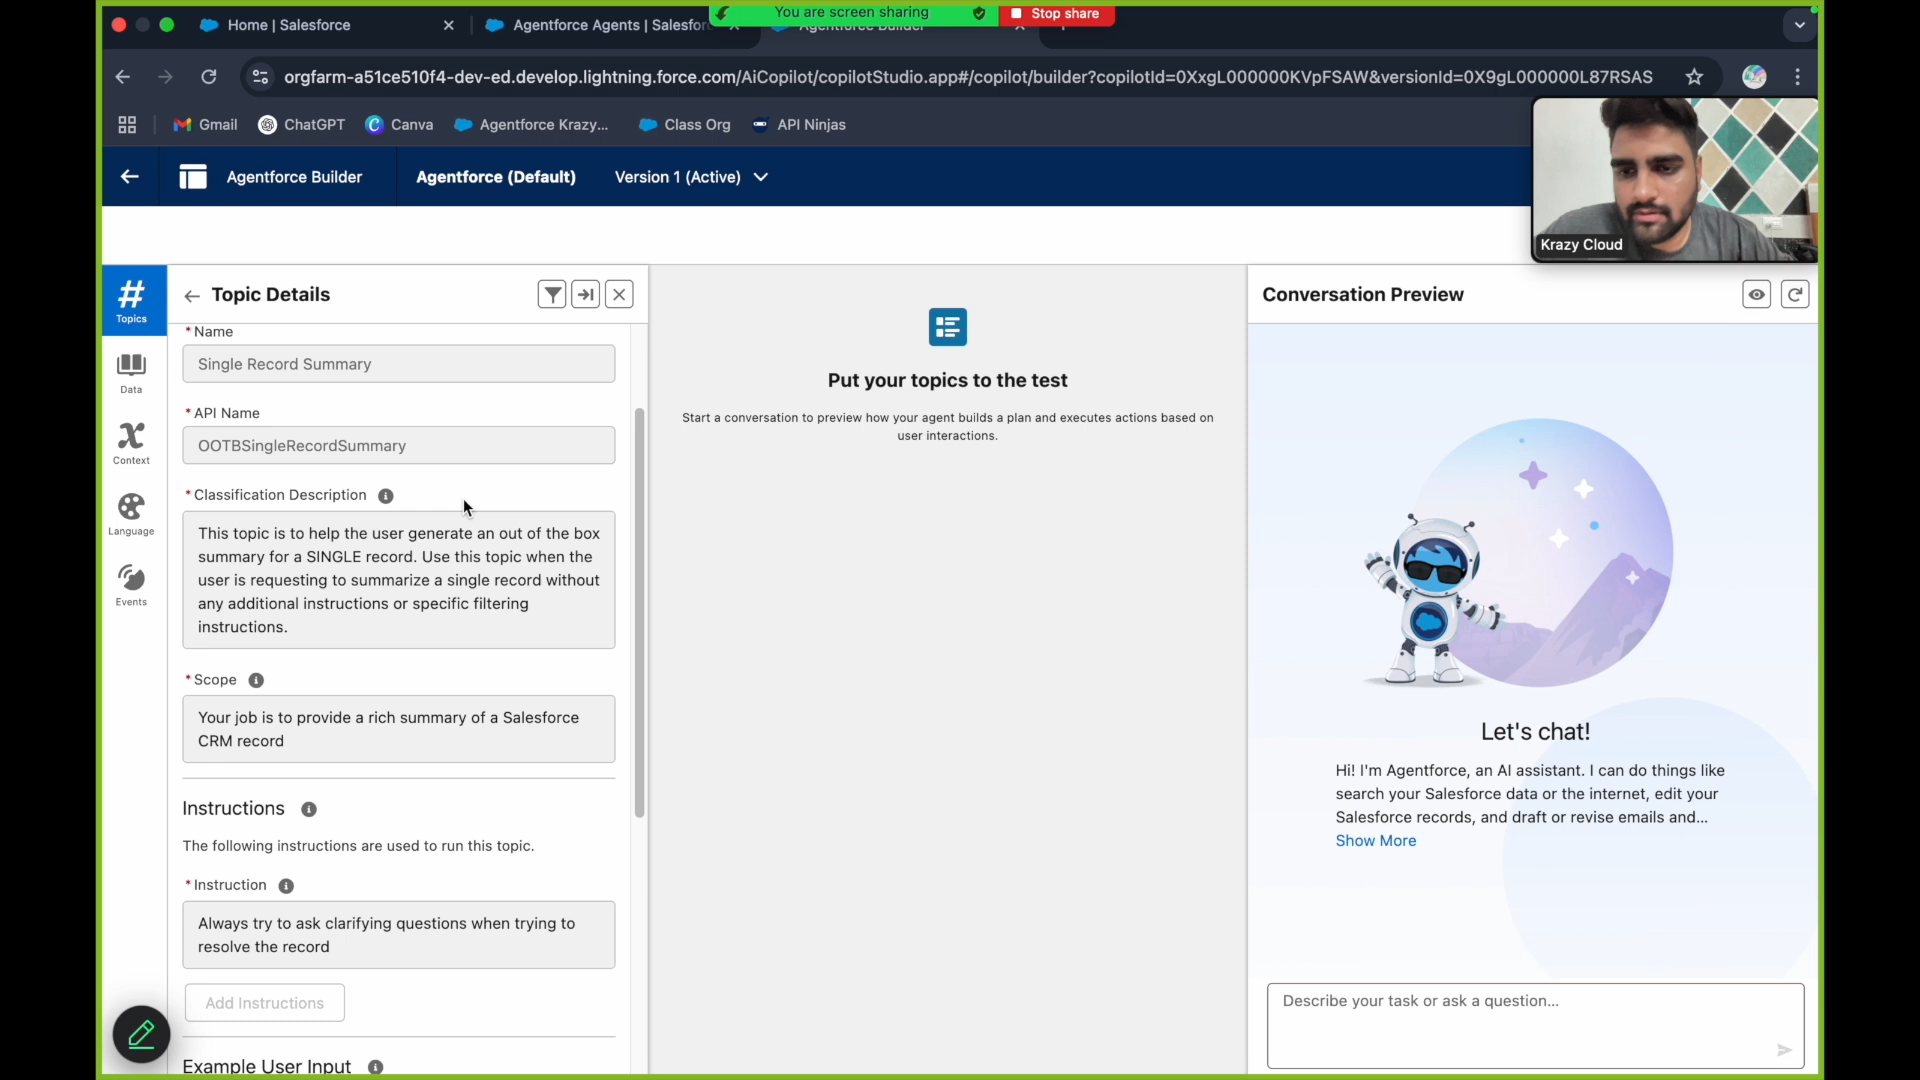 You are screen sharing
Stop share
Home | Salesforce
Agentforce Agents | Salesfor
Agentforce Builder
orgfarm-a51ce510f4-dev-ed.develop.lightning.force.com/AiCopilot/copilotStudio.app#/copilot/builder?copilotId=0XxgL000000KVpFSAW&versionId=0X9gL000000L87RSAS
Gmail
ChatGPT
Canva
Agentforce Krazy...
Class Org
API Ninjas
Agentforce Builder
Agentforce (Default)
Version 1 (Active)
Krazy Cloud
Topics
Data
Context
Language
Events
Topic Details
* Name
Single Record Summary
* API Name
OOTBSingleRecordSummary
* Classification Description
This topic is to help the user generate an out of the box
summary for a SINGLE record. Use this topic when the
user is requesting to summarize a single record without
any additional instructions or specific filtering
instructions.
* Scope
Your job is to provide a rich summary of a Salesforce
CRM record
Instructions
The following instructions are used to run this topic.
* Instruction
Always try to ask clarifying questions when trying to
resolve the record
Add Instructions
Example User Input
Put your topics to the test
Start a conversation to preview how your agent builds a plan and executes actions based on
user interactions.
Conversation Preview
Let's chat!
Hi! I'm Agentforce, an AI assistant. I can do things like
search your Salesforce data or the internet, edit your
Salesforce records, and draft or revise emails and...
Show More
Describe your task or ask a question...